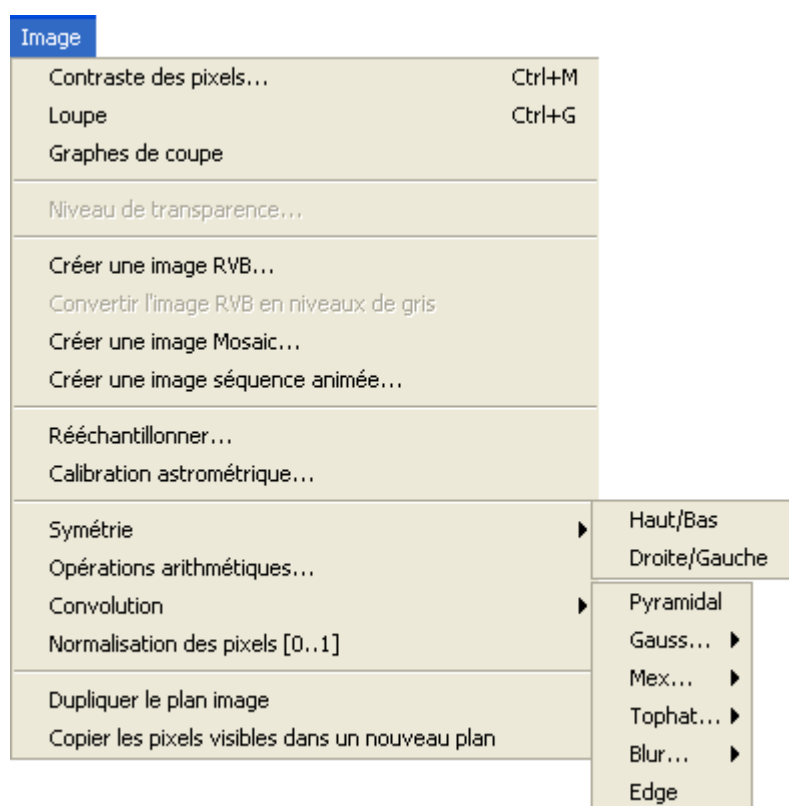 Image
Contraste des pixels... Ctrl+M
Loupe Ctrl+G
Graphes de coupe
Niveau de transparence...
Créer une image RVB...
Convertir l'image RVB en niveaux de gris
Créer une image Mosaic...
Créer une image séquence animée...
Rééchantillonner...
Calibration astrométrique...
Symétrie
Opérations arithmétiques...
Convolution
Normalisation des pixels [0..1]
Dupliquer le plan image
Copier les pixels visibles dans un nouveau plan
Haut/Bas
Droite/Gauche
Pyramidal
Gauss...
Mex...
Tophat...
Blur...
Edge